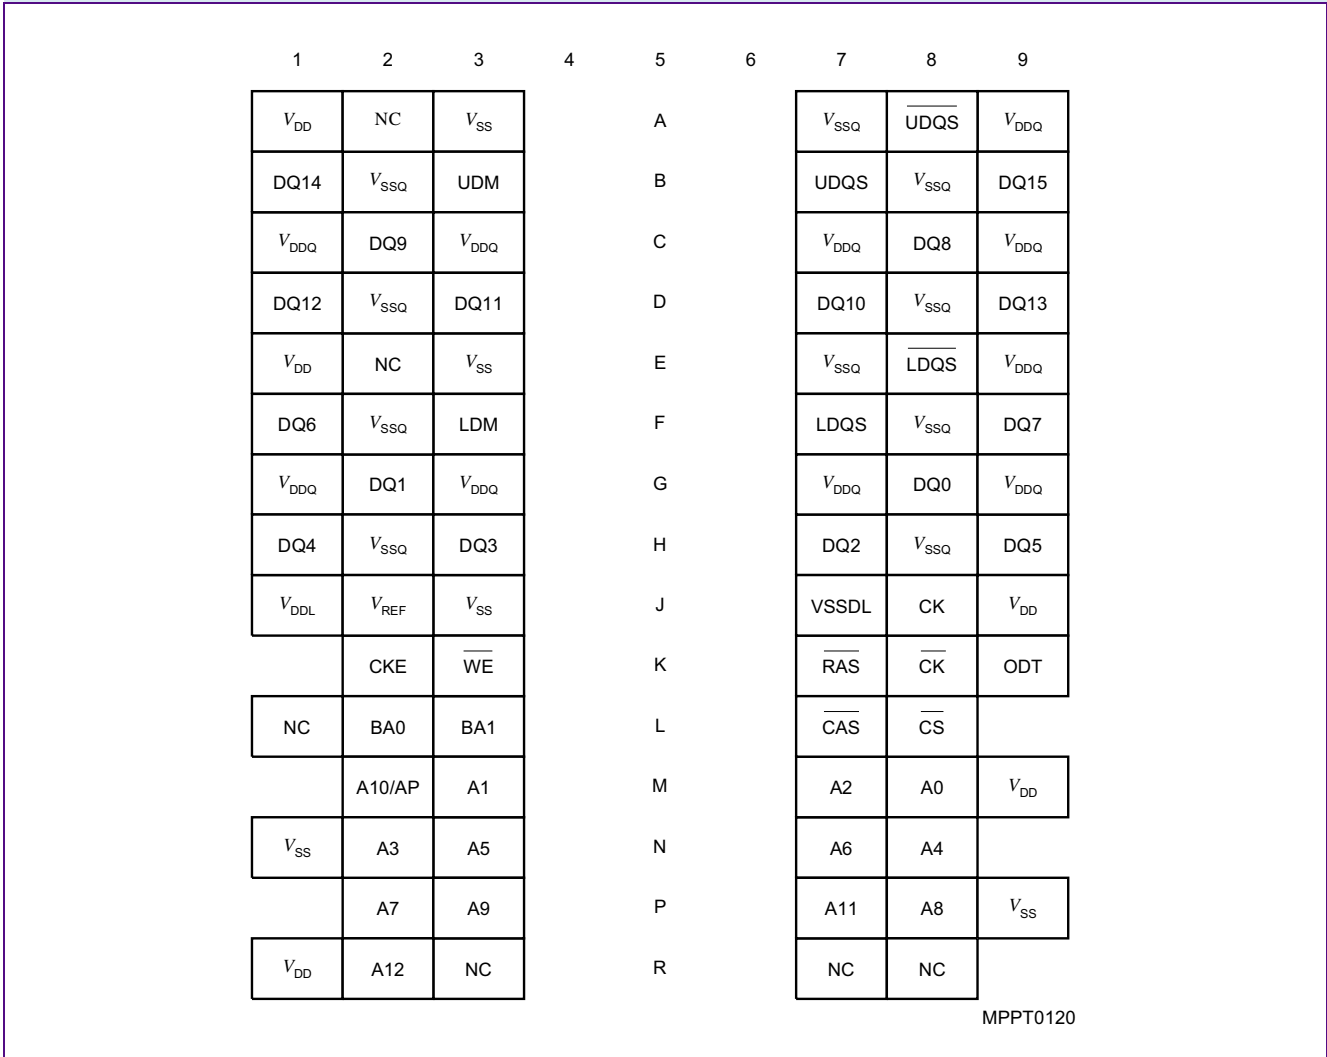 1 2 3 4 5 6 7 8 9
VDD NC VSS A VSSQ UDQS VDDQ
DQ14 VSSQ UDM B UDQS VSSQ DQ15
VDDQ DQ9 VDDQ C VDDQ DQ8 VDDQ
DQ12 VSSQ DQ11 D DQ10 VSSQ DQ13
VDD NC VSS E VSSQ LDQS VDDQ
DQ6 VSSQ LDM F LDQS VSSQ DQ7
VDDQ DQ1 VDDQ G VDDQ DQ0 VDDQ
DQ4 VSSQ DQ3 H DQ2 VSSQ DQ5
VDDL VREF VSS J VSSDL CK VDD
CKE WE K RAS CK ODT
NC BA0 BA1 L CAS CS
A10/AP A1 M A2 A0 VDD
VSS A3 A5 N A6 A4
A7 A9 P A11 A8 VSS
VDD A12 NC R NC NC
MPPT0120